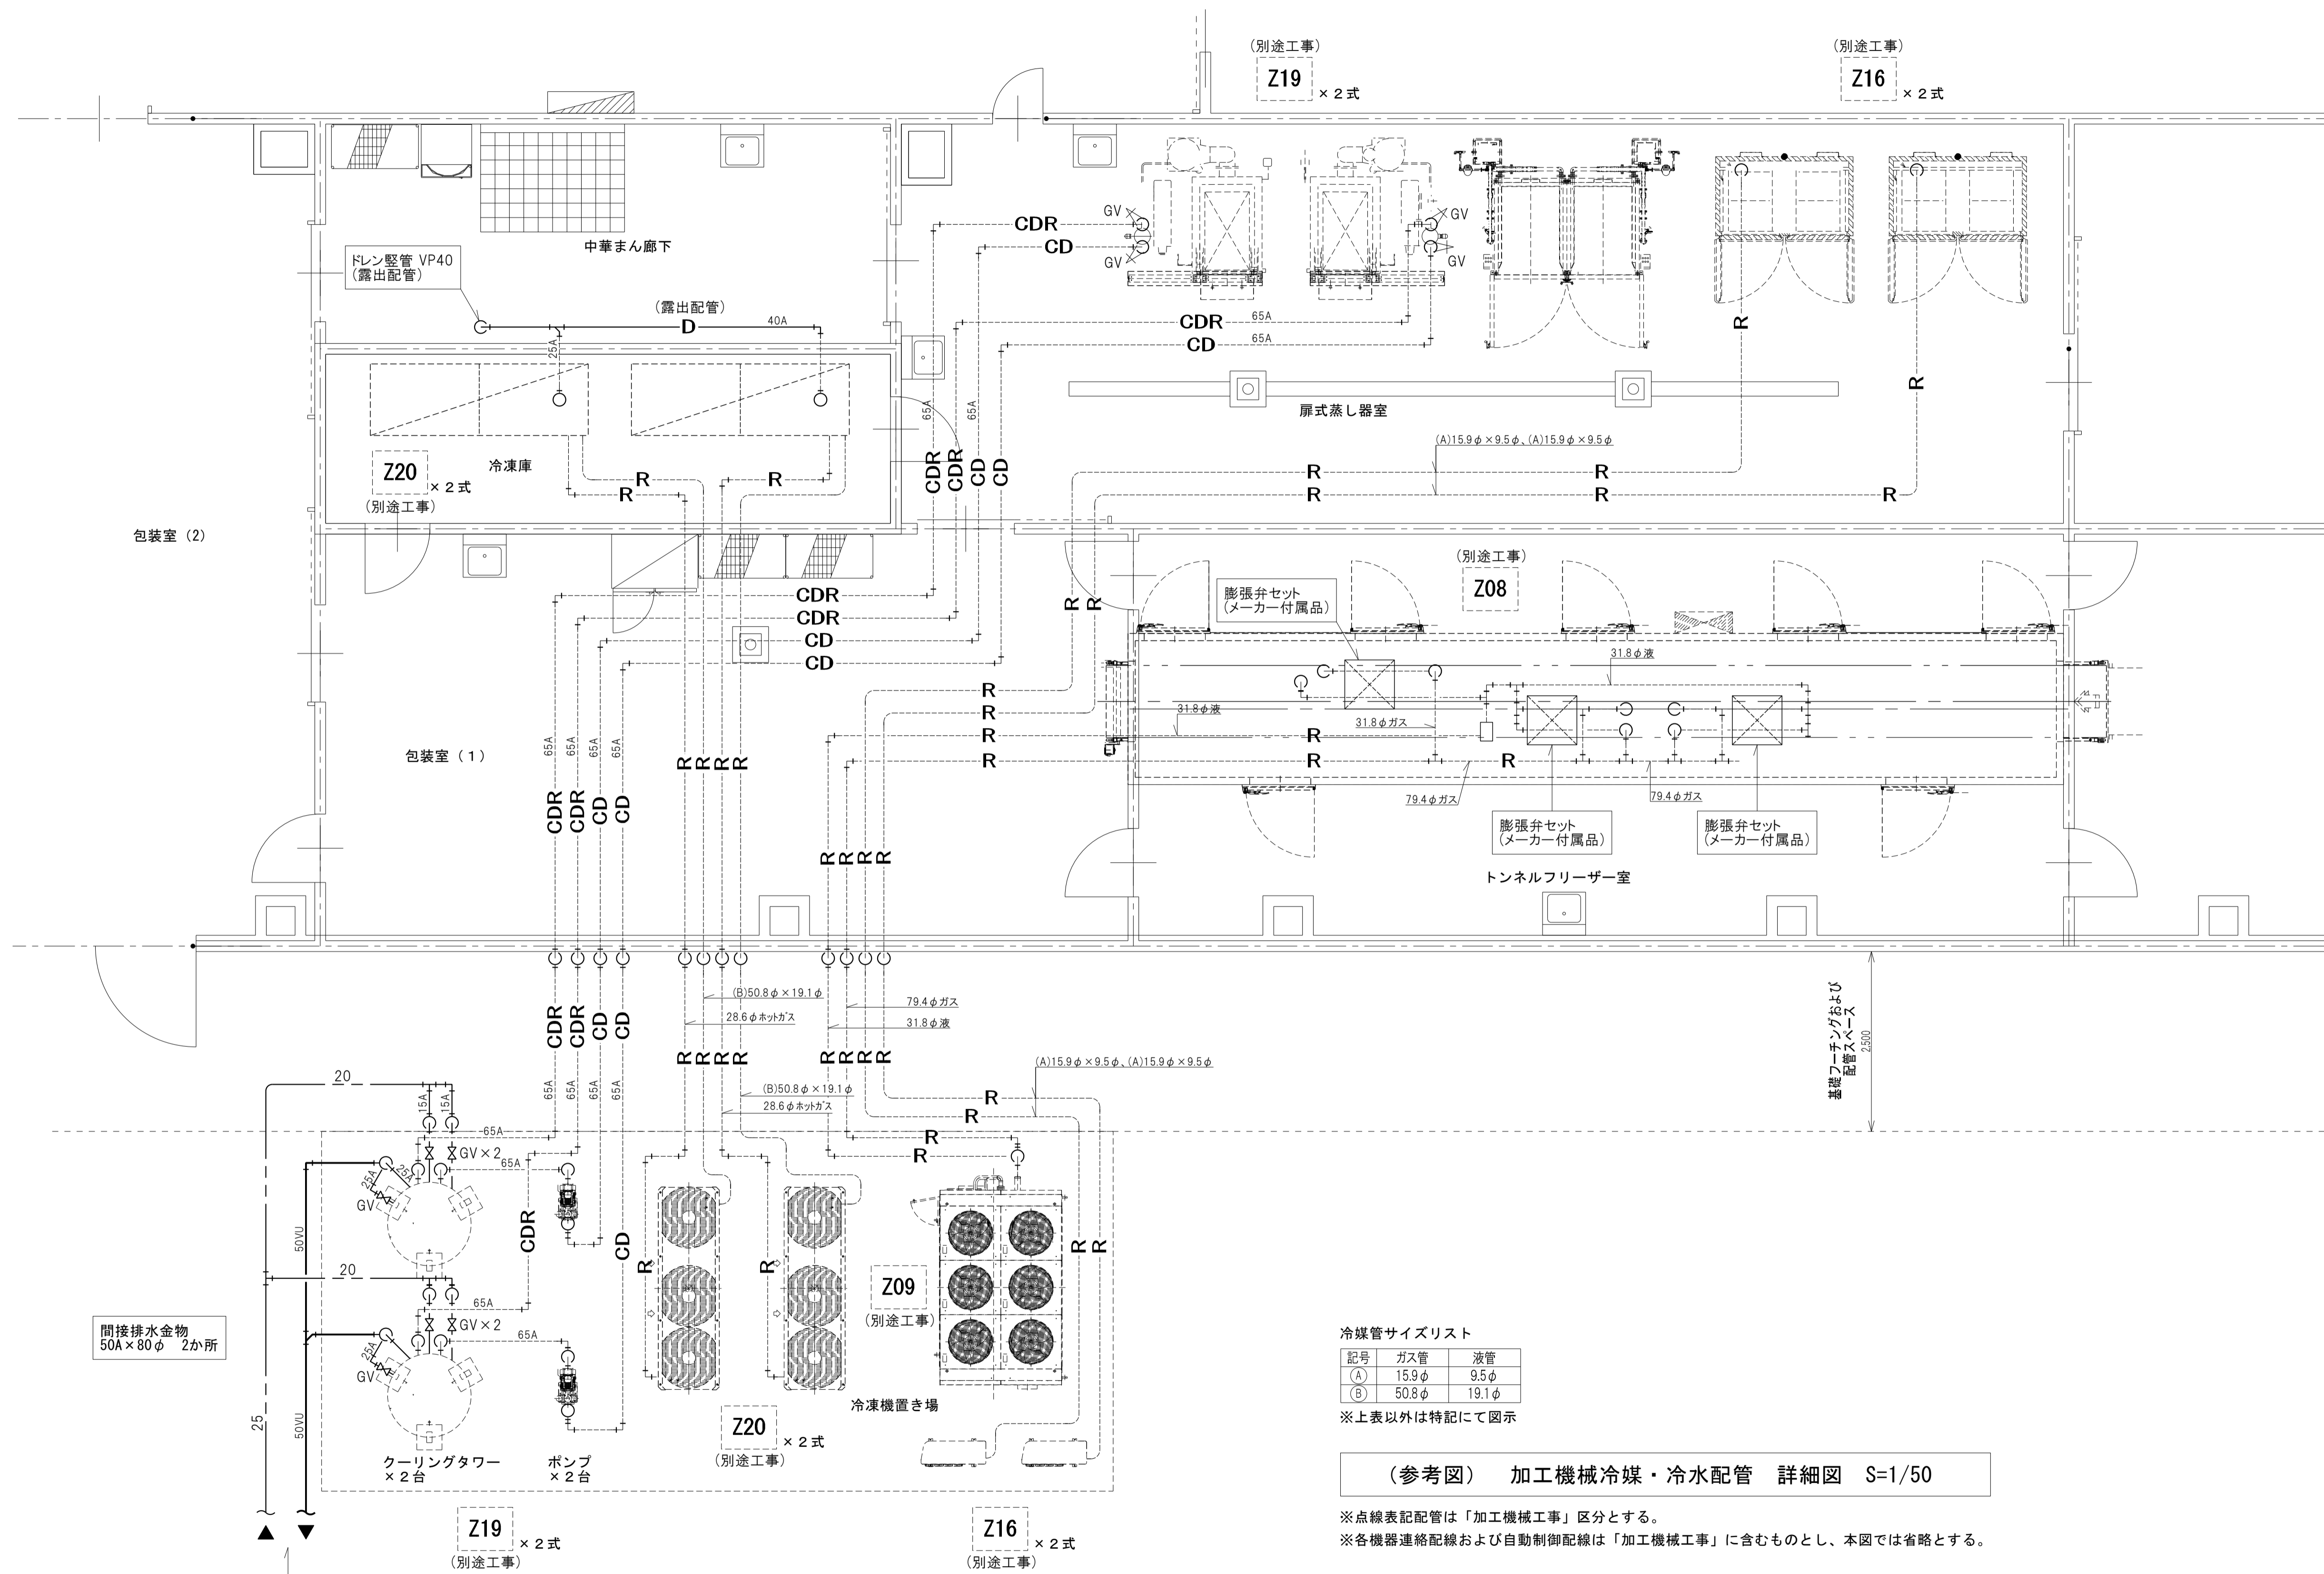 (別途工事)
Z19
×２式
(別途工事)
Z16
×２式
中華まん廊下
ドレン竪管 VP40
(露出配管)
(露出配管)
D
40A
25A
GV
GV
GV
GV
CDR
CD
CDR
65A
CD
65A
R
R
扉式蒸し器室
65A
65A
(A)15.9φ×9.5φ、(A)15.9φ×9.5φ
Z20
×２式
(別途工事)
冷凍庫
R
R
R
CDR
CDR
CD
CD
R
R
R
R
R
包装室（2）
(別途工事)
Z08
膨張弁セット
(メーカー付属品)
CDR
CDR
CD
CD
R
R
31.8φ液
R
R
31.8φ液
31.8φガス
R
R
R
R
R
R
包装室（１）
65A
65A
65A
65A
R
R
R
R
79.4φガス
79.4φガス
CDR
CDR
CD
CD
膨張弁セット
(メーカー付属品)
膨張弁セット
(メーカー付属品)
R
R
R
R
トンネルフリーザー室
(B)50.8φ×19.1φ
28.6φホットガス
79.4φガス
31.8φ液
基礎フーチングおよび
配管スペース
2,500
CDR
CDR
CD
CD
R
R
R
R
R
R
R
R
(A)15.9φ×9.5φ、(A)15.9φ×9.5φ
20
15A
15A
65A
65A
65A
65A
(B)50.8φ×19.1φ
28.6φホットガス
R
R
65A
R
R
GV×2
65A
25A
25A
GV
50VU
CDR
CD
R
R
R
R
20
Z09
(別途工事)
65A
GV×2
65A
25A
GV
間接排水金物
50A×80φ　2か所
冷媒管サイズリスト
記号 ガス管 液管
Ⓐ 15.9φ 9.5φ
Ⓑ 50.8φ 19.1φ
※上表以外は特記にて図示
25
50VU
冷凍機置き場
Z20
×２式
(別途工事)
クーリングタワー
×２台
ポンプ
×２台
（参考図）　加工機械冷媒・冷水配管　詳細図　S=1/50
※点線表記配管は「加工機械工事」区分とする。
※各機器連絡配線および自動制御配線は「加工機械工事」に含むものとし、本図では省略とする。
Z19
×２式
(別途工事)
Z16
×２式
(別途工事)